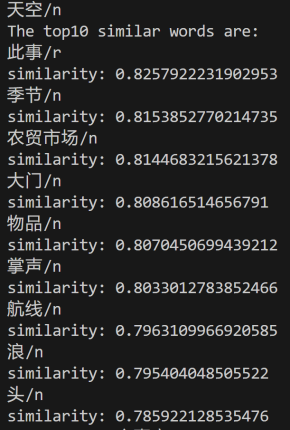 天空/n
The top10 similar words are:
此事/r
similarity: 0.8257922231902953
季节/n
similarity: 0.8153852770214735
农贸市场/n
similarity: 0.8144683215621378
大门/n
similarity: 0.808616514656791
物品/n
similarity: 0.8070450699439212
掌声/n
similarity: 0.8033012783852466
航线/n
similarity: 0.7963109966920585
浪/n
similarity: 0.795404048505522
头/n
similarity: 0.785922128535476